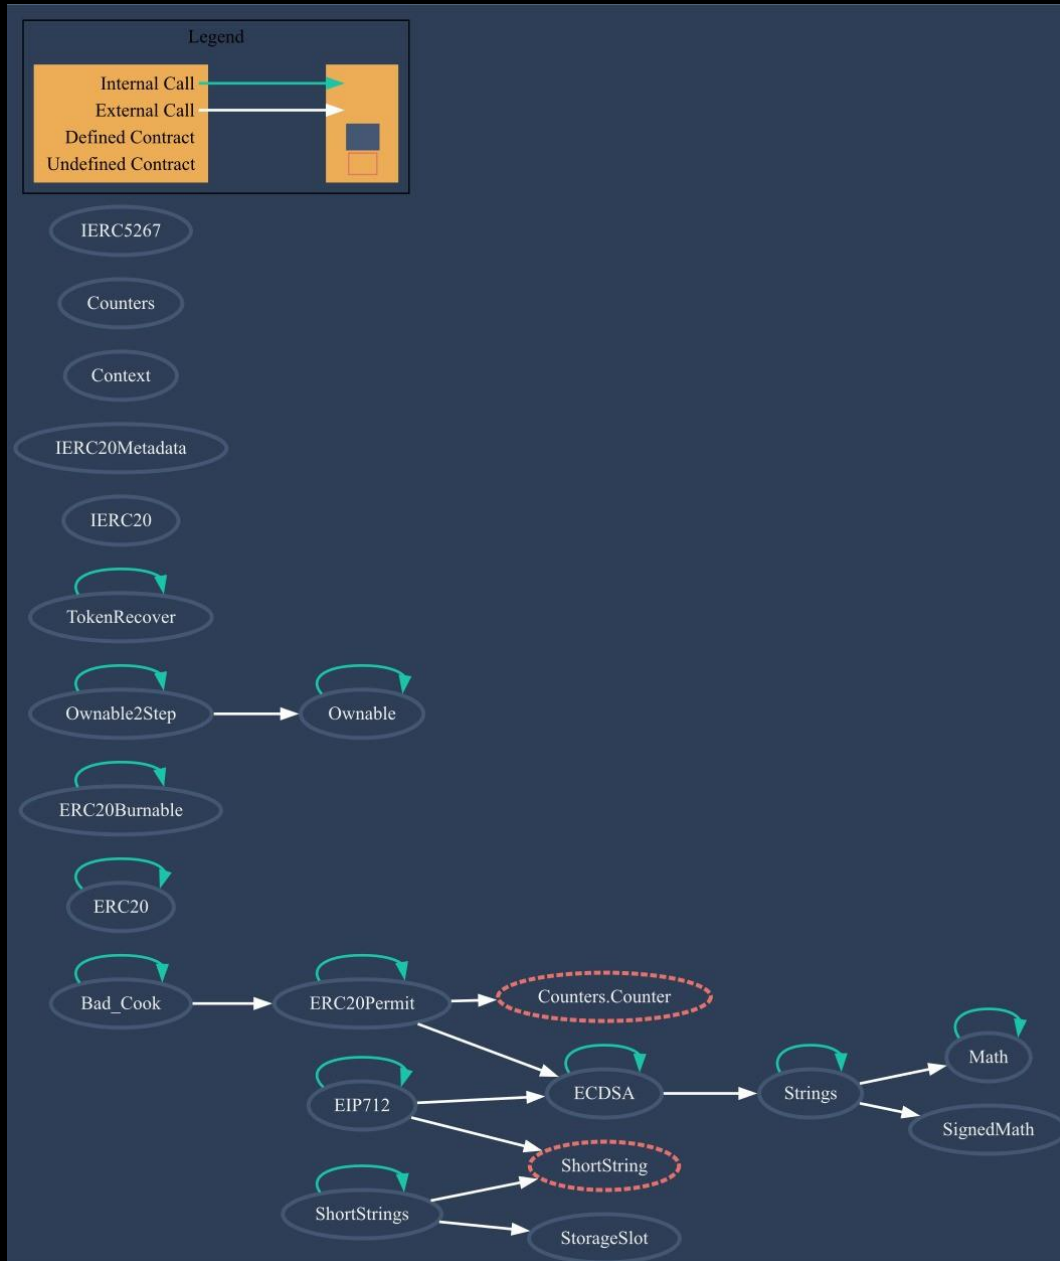 Legend
Internal Call
External Call
Defined Contract
Undefined Contract
IERC5267
Counters
Context
IERC20Metadata
IERC20
TokenRecover
Ownable2Step
Ownable
ERC20Burnable
ERC20
Bad_Cook
ERC20Permit
Counters.Counter
Math
EIP712
ECDSA
Strings
SignedMath
ShortString
ShortStrings
StorageSlot